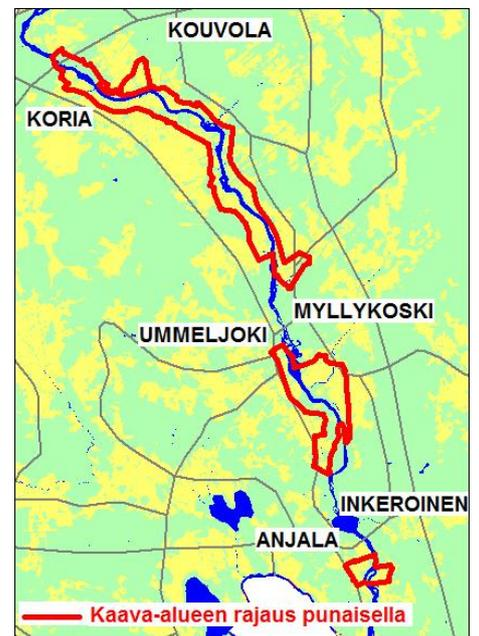 KOUVOLA
KORIA
MYLLYKOSKI
UMMELJOKI
INKEROINEN
ANJALA
Kaava-alueen rajaus punaisella